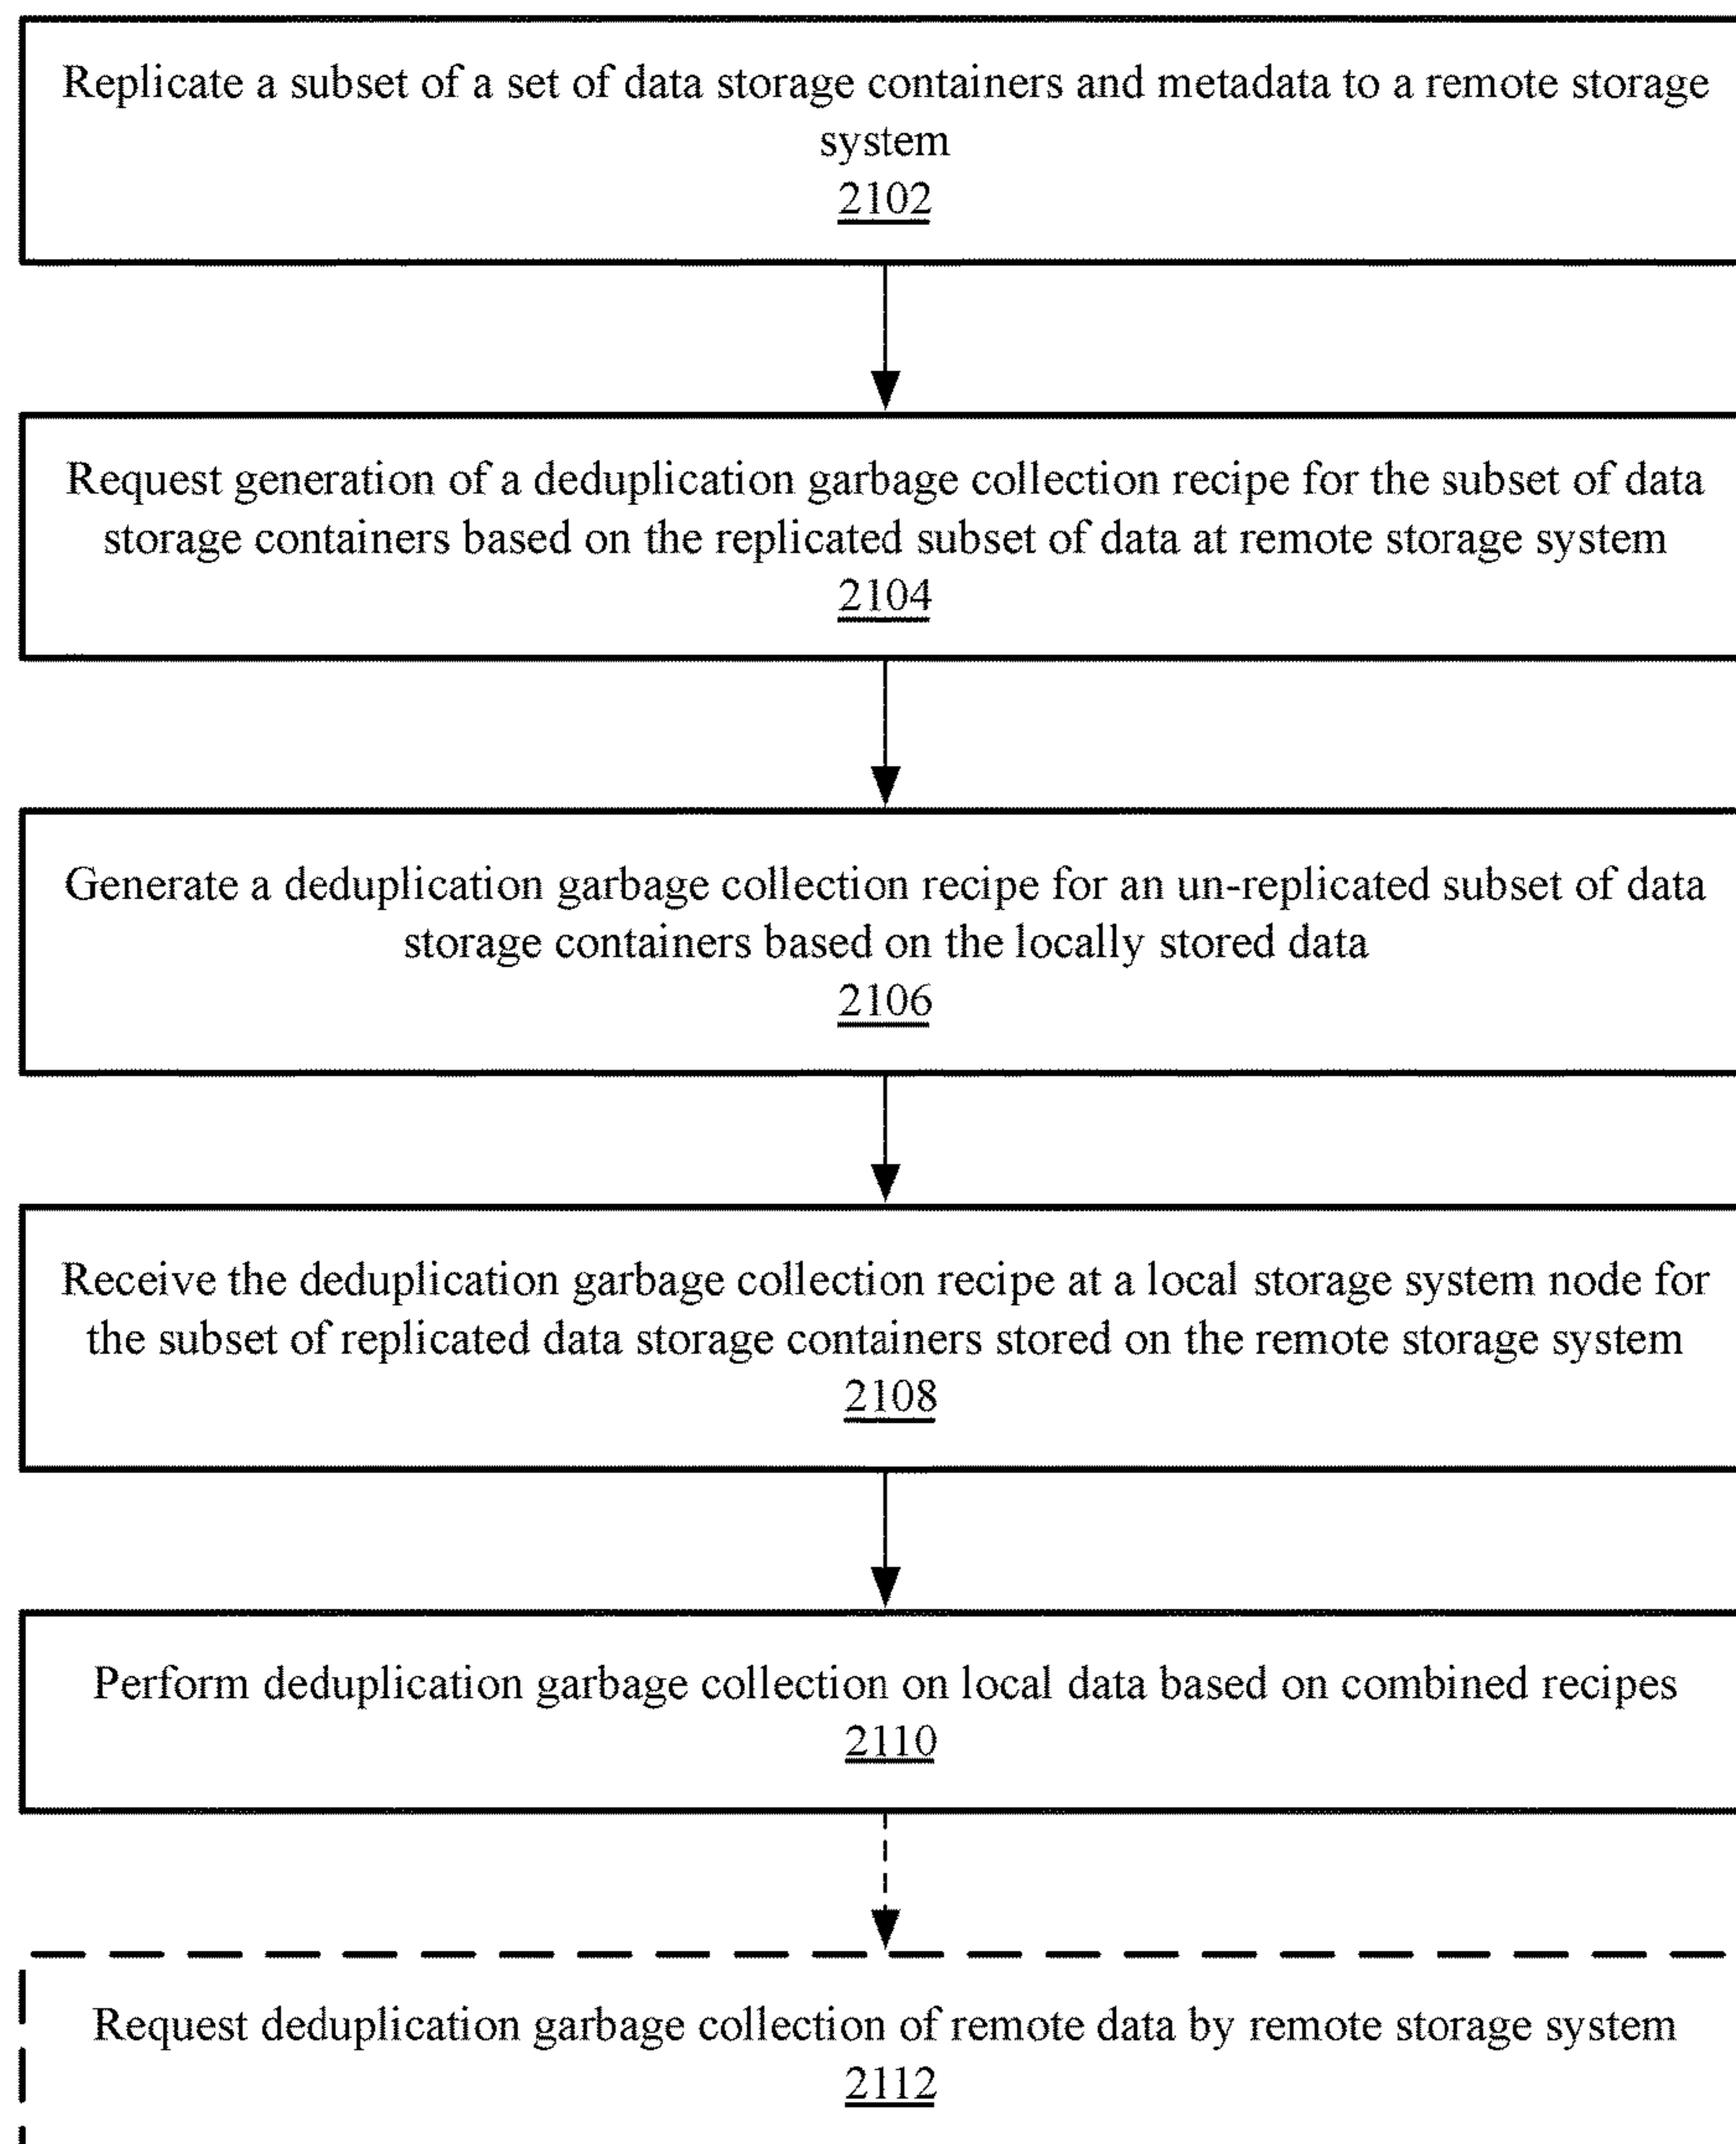 Replicate a subset of a set of data storage containers and metadata to a remote storage
system
2102
Request generation of a deduplication garbage collection recipe for the subset of data
storage containers based on the replicated subset of data at remote storage system
2104
Generate a deduplication garbage collection recipe for an un-replicated subset of data
storage containers based on the locally stored data
2106
Receive the deduplication garbage collection recipe at a local storage system node for
the subset of replicated data storage containers stored on the remote storage system
2108
Perform deduplication garbage collection on local data based on combined recipes
2110
Request deduplication garbage collection of remote data by remote storage system
2112